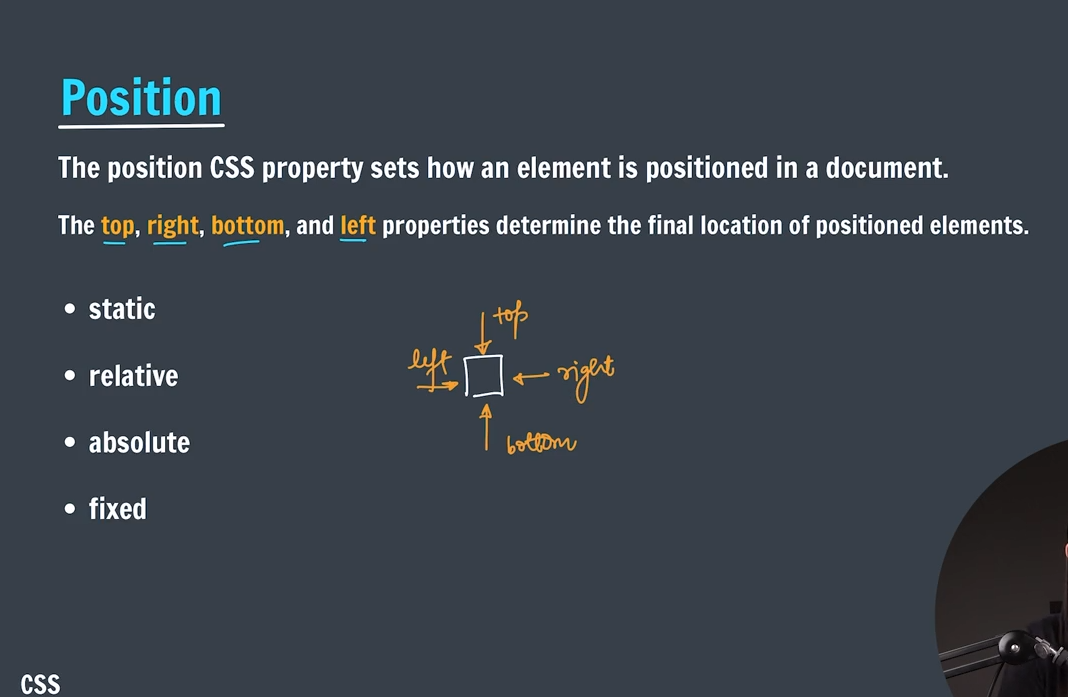 Position
The position CSS property sets how an element is positioned in a document.
The top, right, bottom, and left properties determine the final location of positioned elements.
• static
• relative
• absolute
• fixed
top
left
right
bottom
CSS